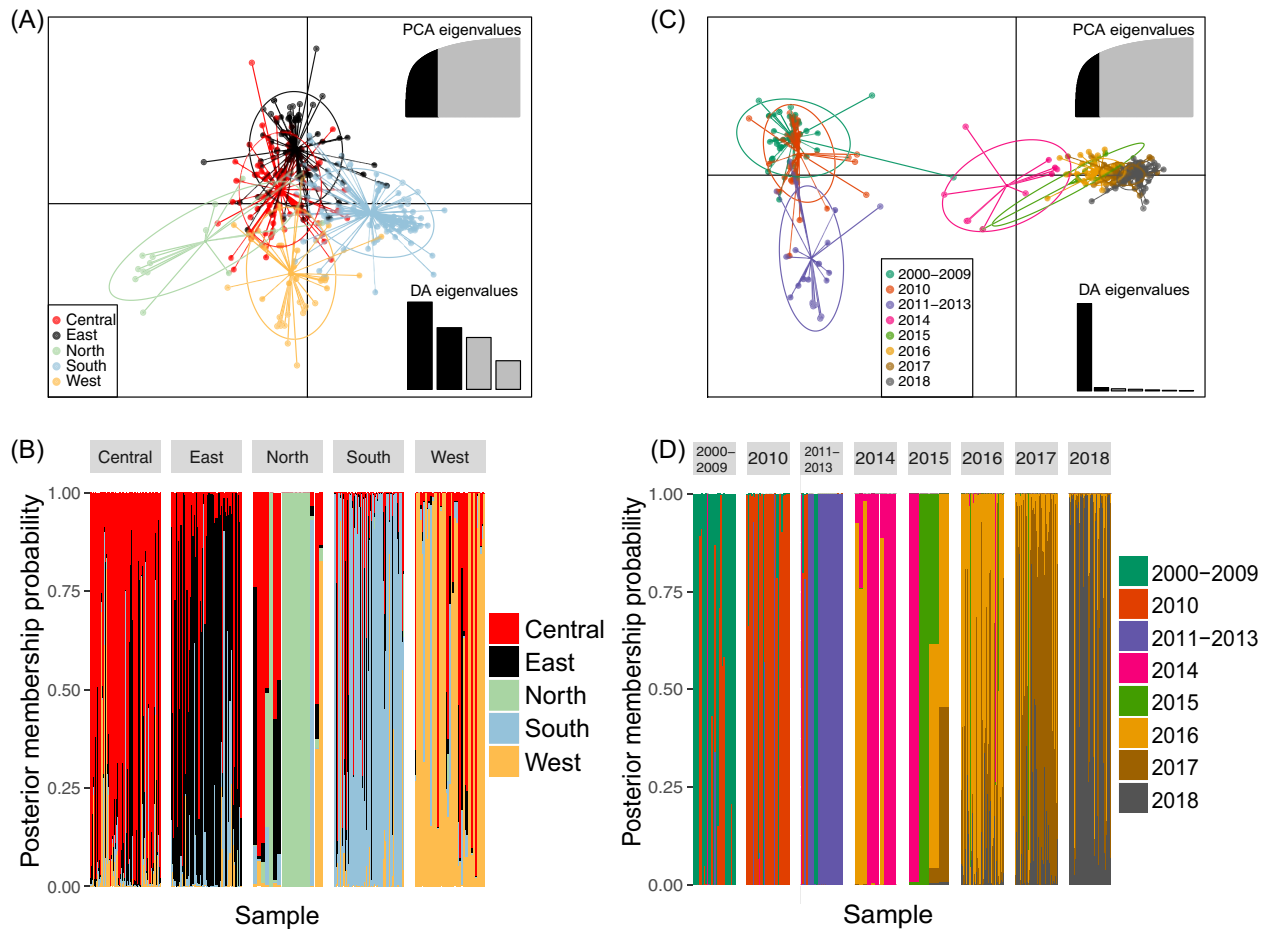 (A)
PCA eigenvalues
DA eigenvalues
Central
East
North
South
West
(C)
PCA eigenvalues
DA eigenvalues
2000−2009
2010
2011−2013
2014
2015
2016
2017
2018
(B)
Central
East
North
South
West
Posterior membership probability
1.00
0.75
0.50
0.25
0.00
Sample
Central
East
North
South
West
(D)
2000−
2009
2010
2011−
2013
2014
2015
2016
2017
2018
Posterior membership probability
1.00
0.75
0.50
0.25
0.00
Sample
2000−2009
2010
2011−2013
2014
2015
2016
2017
2018